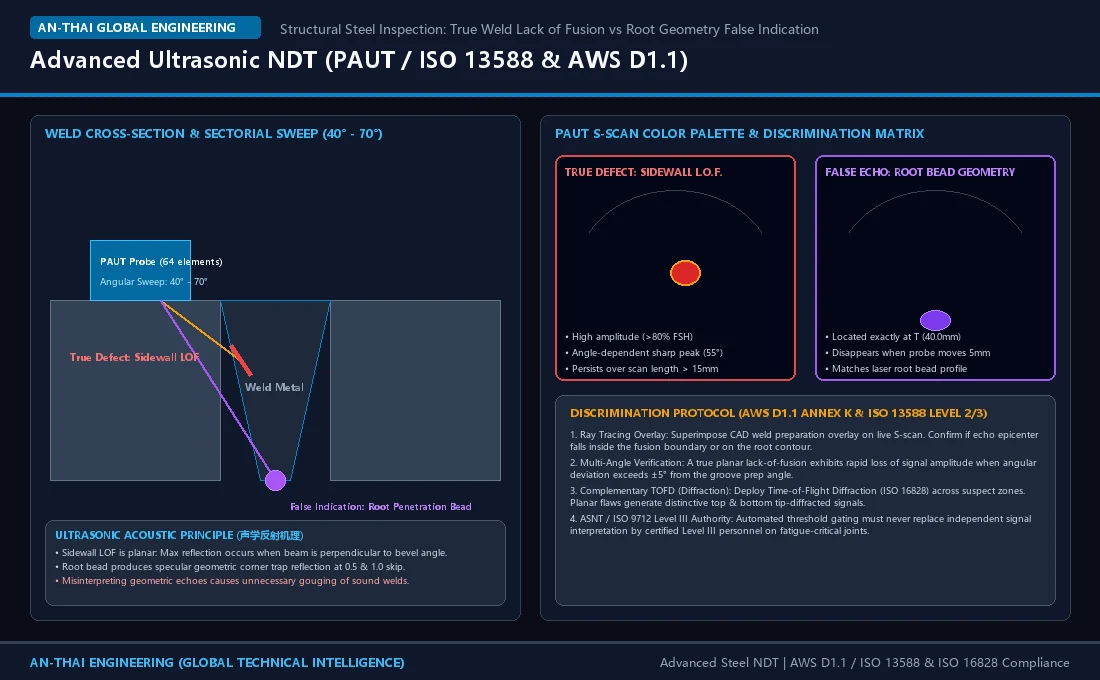 AN-THAI GLOBAL ENGINEERING
Structural Steel Inspection: True Weld Lack of Fusion vs Root Geometry False Indication
Advanced Ultrasonic NDT (PAUT / ISO 13588 & AWS D1.1)
WELD CROSS-SECTION & SECTORIAL SWEEP (40° - 70°)
PAUT Probe (64 elements)
Angular Sweep: 40° - 70°
True Defect: Sidewall LOF
Weld Metal
False Indication: Root Penetration Bead
ULTRASONIC ACOUSTIC PRINCIPLE (声学反射机理)
• Sidewall LOF is planar: Max reflection occurs when beam is perpendicular to bevel angle.
• Root bead produces specular geometric corner trap reflection at 0.5 & 1.0 skip.
• Misinterpreting geometric echoes causes unnecessary gouging of sound welds.
PAUT S-SCAN COLOR PALETTE & DISCRIMINATION MATRIX
TRUE DEFECT: SIDEWALL L.O.F.
• High amplitude (>80% FSH)
• Angle-dependent sharp peak (55°)
• Persists over scan length > 15mm
FALSE ECHO: ROOT BEAD GEOMETRY
• Located exactly at T (40.0mm)
• Disappears when probe moves 5mm
• Matches laser root bead profile
DISCRIMINATION PROTOCOL (AWS D1.1 ANNEX K & ISO 13588 LEVEL 2/3)
1. Ray Tracing Overlay: Superimpose CAD weld preparation overlay on live S-scan. Confirm if echo epicenter
falls inside the fusion boundary or on the root contour.
2. Multi-Angle Verification: A true planar lack-of-fusion exhibits rapid loss of signal amplitude when angular
deviation exceeds ±5° from the groove prep angle.
3. Complementary TOFD (Diffraction): Deploy Time-of-Flight Diffraction (ISO 16828) across suspect zones.
Planar flaws generate distinctive top & bottom tip-diffracted signals.
4. ASNT / ISO 9712 Level III Authority: Automated threshold gating must never replace independent signal
interpretation by certified Level III personnel on fatigue-critical joints.
AN-THAI ENGINEERING (GLOBAL TECHNICAL INTELLIGENCE)
Advanced Steel NDT | AWS D1.1 / ISO 13588 & ISO 16828 Compliance